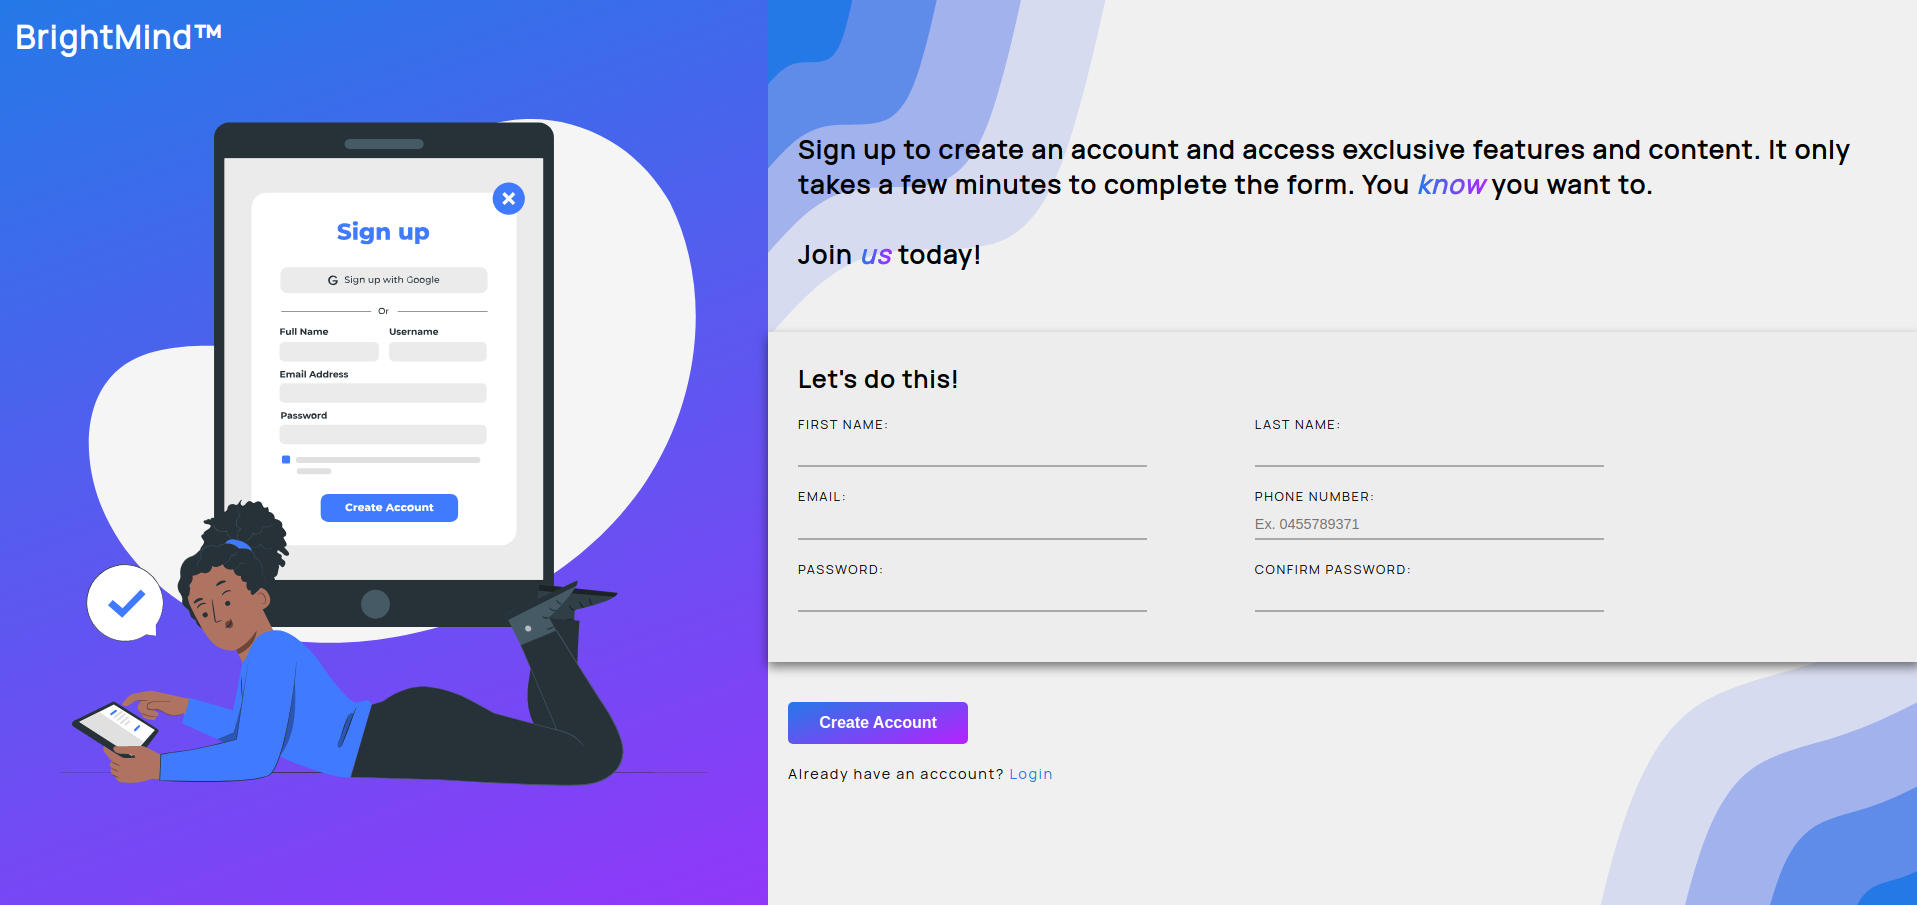 BrightMind™
Sign up
G Sign up with Google
Or
Full Name Username
Email Address
Password
Create Account
Sign up to create an account and access exclusive features and content. It only
takes a few minutes to complete the form. You know you want to.
Join us today!
Let's do this!
FIRST NAME: LAST NAME:
EMAIL: PHONE NUMBER:
Ex. 0455789371
PASSWORD: CONFIRM PASSWORD:
Create Account
Already have an acccount? Login